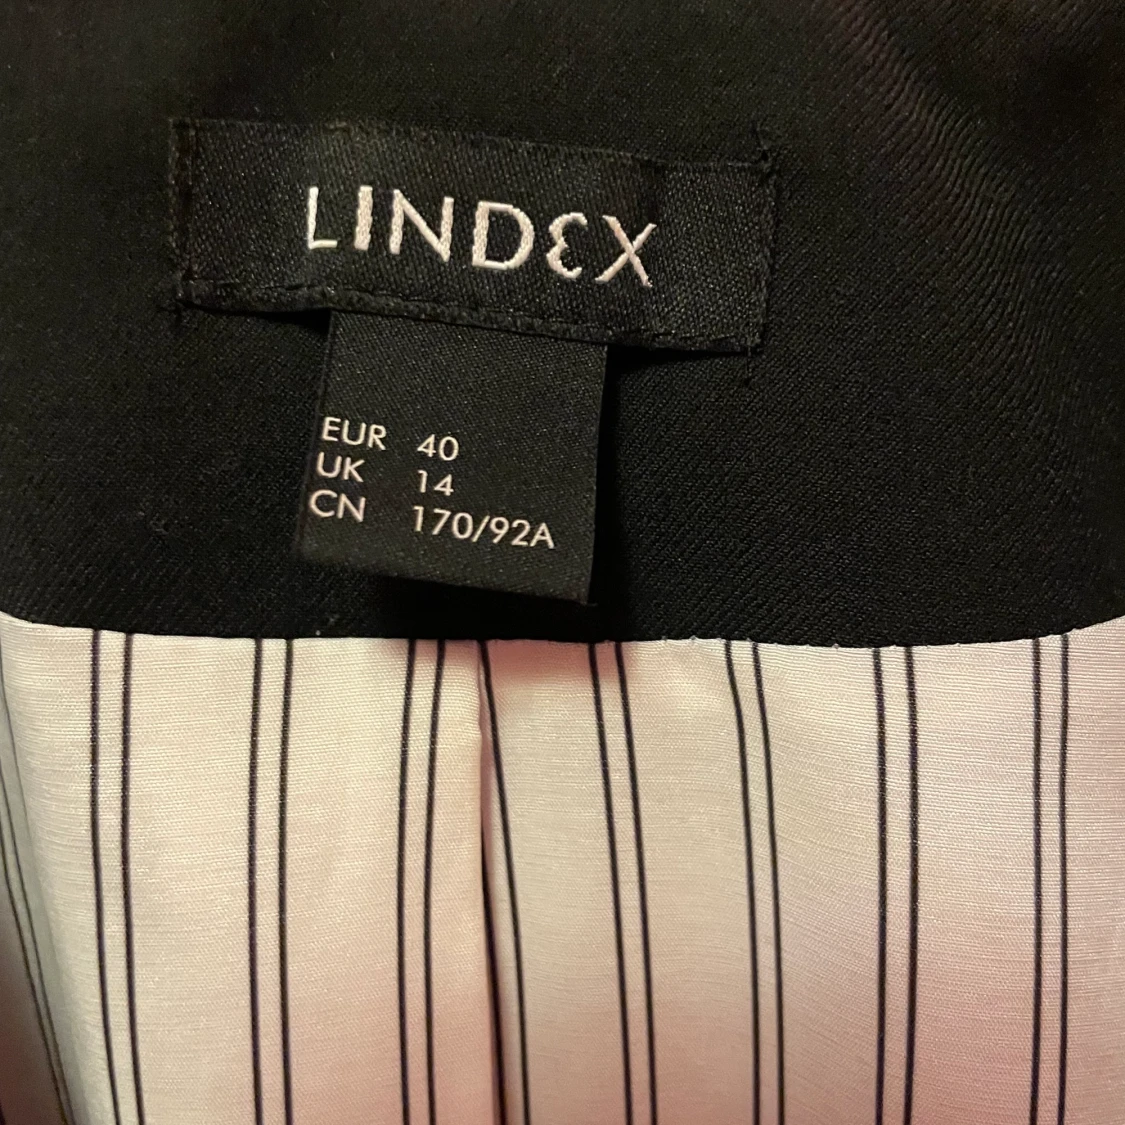 LINDEX
EUR 40
UK 14
CN 170/92A